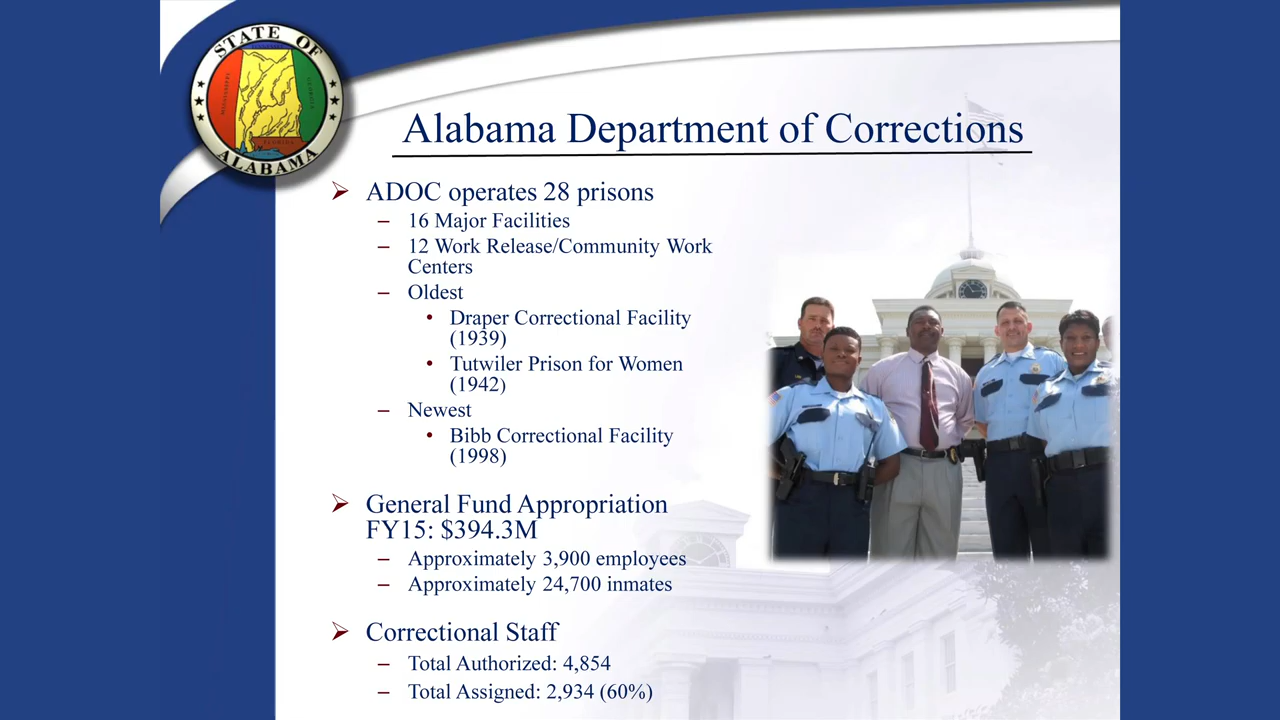 STATE OF
MISSISSIPPI
FLORIDA
ALABAMA
Alabama Department of Corrections
➢ ADOC operates 28 prisons
– 16 Major Facilities
– 12 Work Release/Community Work
Centers
– Oldest
• Draper Correctional Facility
(1939)
• Tutwiler Prison for Women
(1942)
– Newest
• Bibb Correctional Facility
(1998)
➢ General Fund Appropriation
FY15: $394.3M
– Approximately 3,900 employees
– Approximately 24,700 inmates
➢ Correctional Staff
– Total Authorized: 4,854
– Total Assigned: 2,934 (60%)